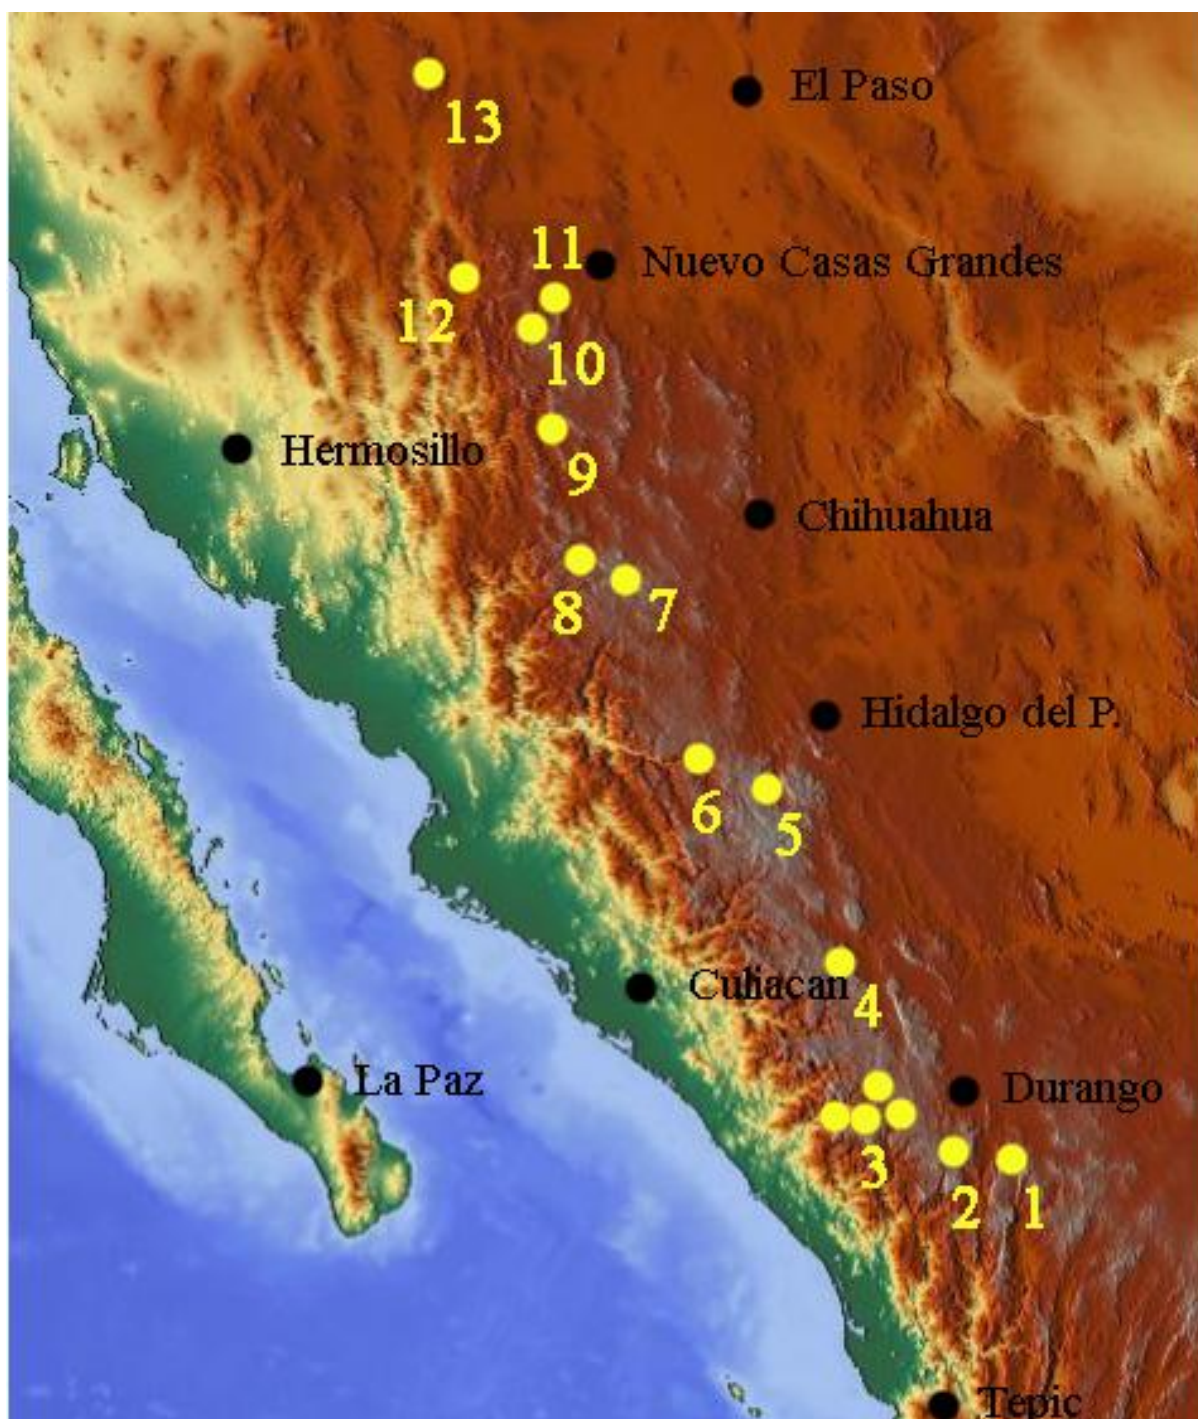 El Paso
13
11
Nuevo Casas Grandes
12
10
Hermosillo
9
Chihuahua
8
7
Hidalgo del P.
6
5
Culiacan
4
La Paz
Durango
3
2
1
Tepic